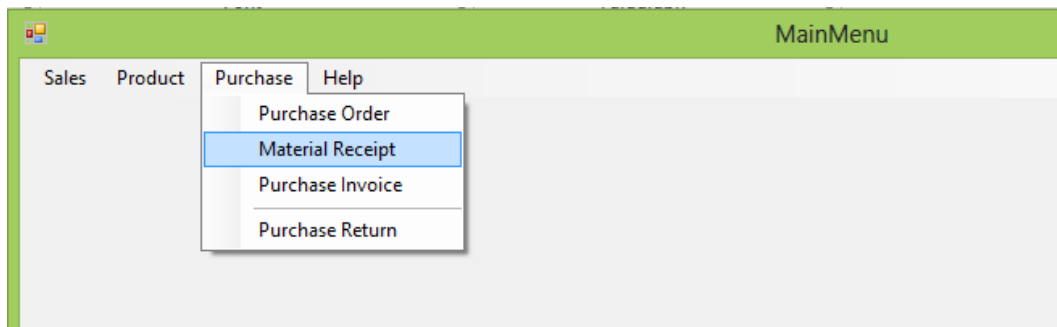 MainMenu
Sales Product Purchase Help
Purchase Order
Material Receipt
Purchase Invoice
Purchase Return